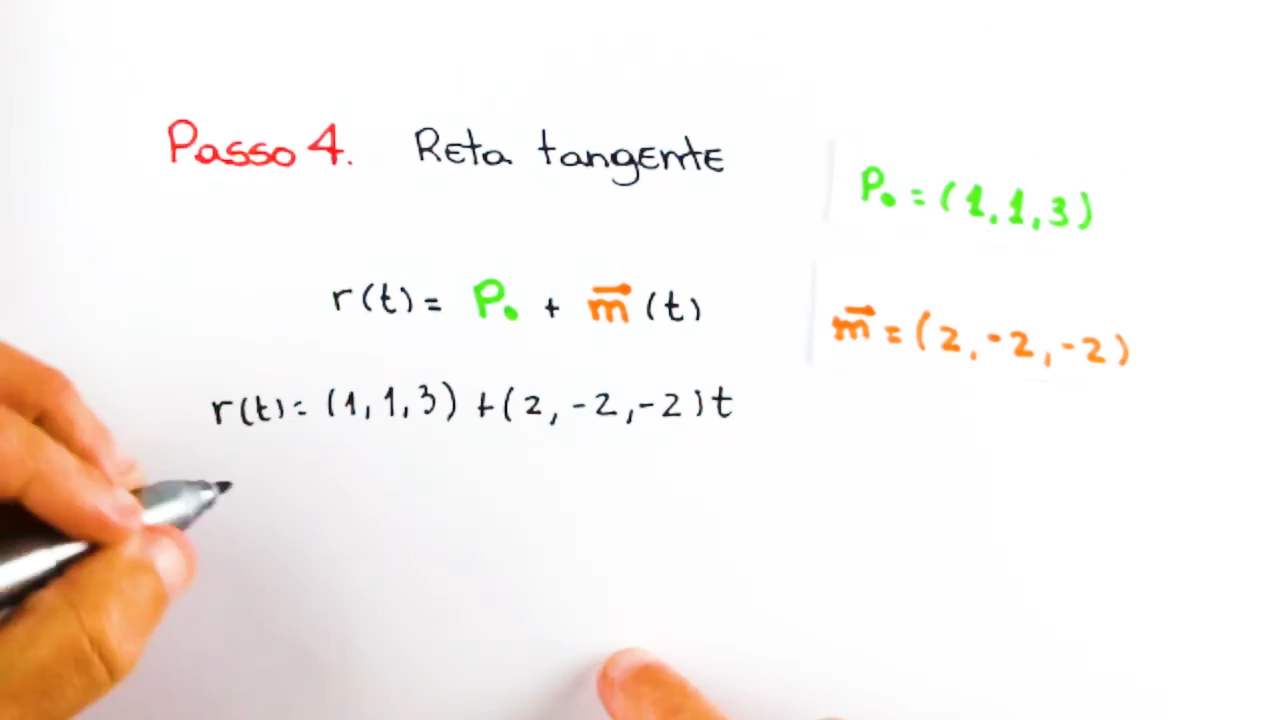 Passo 4. Reta tangente
P₀ = (1,1,3)
r(t) = P₀ + m⃗ (t)
m⃗ = (2,-2,-2)
r(t) = (1,1,3) + (2,-2,-2)t